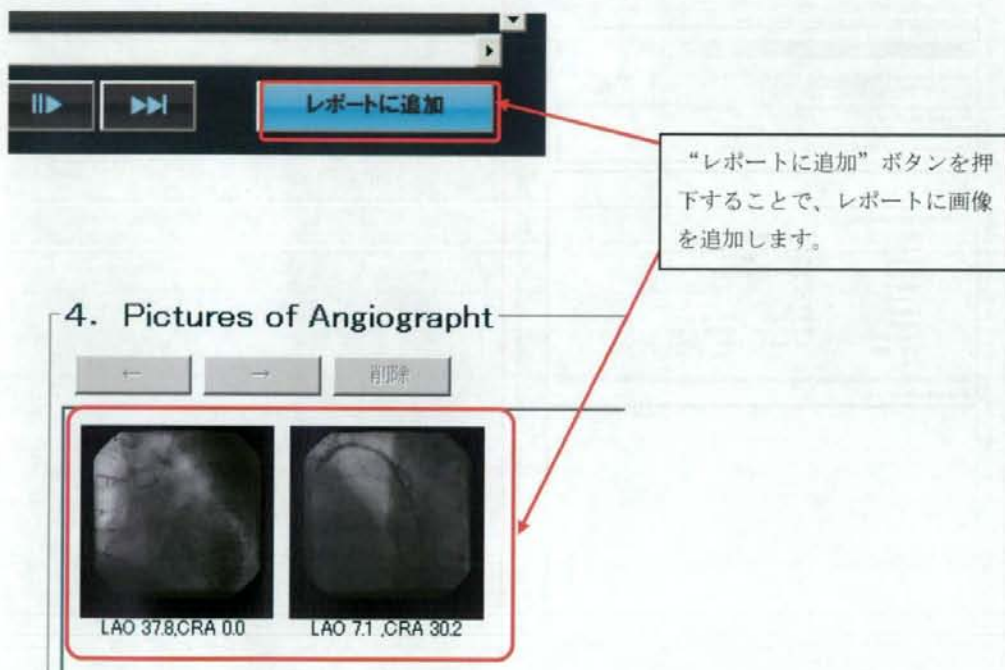 レポートに追加
“レポートに追加”ボタンを押
下することで、レポートに画像
を追加します。
4. Pictures of Angiographt
← → 削除
LAO 37.8,CRA 0.0 LAO 7.1 ,CRA 30.2